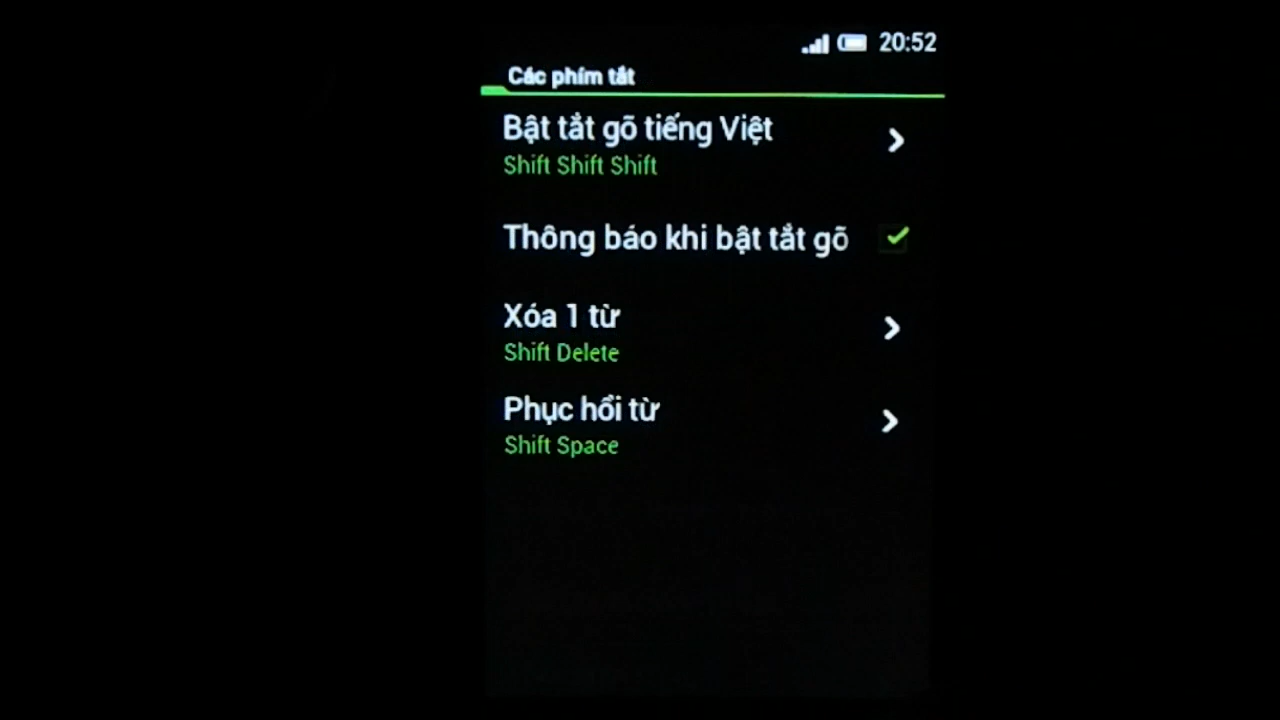 20:52
Các phím tắt
Bật tắt gõ tiếng Việt
Shift Shift Shift
Thông báo khi bật tắt gõ
Xóa 1 từ
Shift Delete
Phục hồi từ
Shift Space